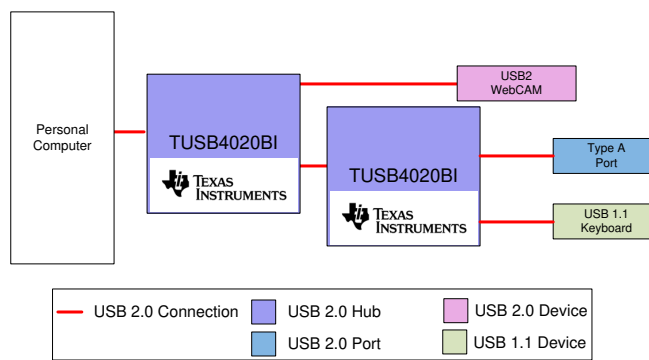 Personal
Computer
TUSB4020BI
TEXAS
INSTRUMENTS
USB2
WebCAM
TUSB4020BI
TEXAS
INSTRUMENTS
Type A
Port
USB 1.1
Keyboard
USB 2.0 Connection
USB 2.0 Hub
USB 2.0 Device
USB 2.0 Port
USB 1.1 Device